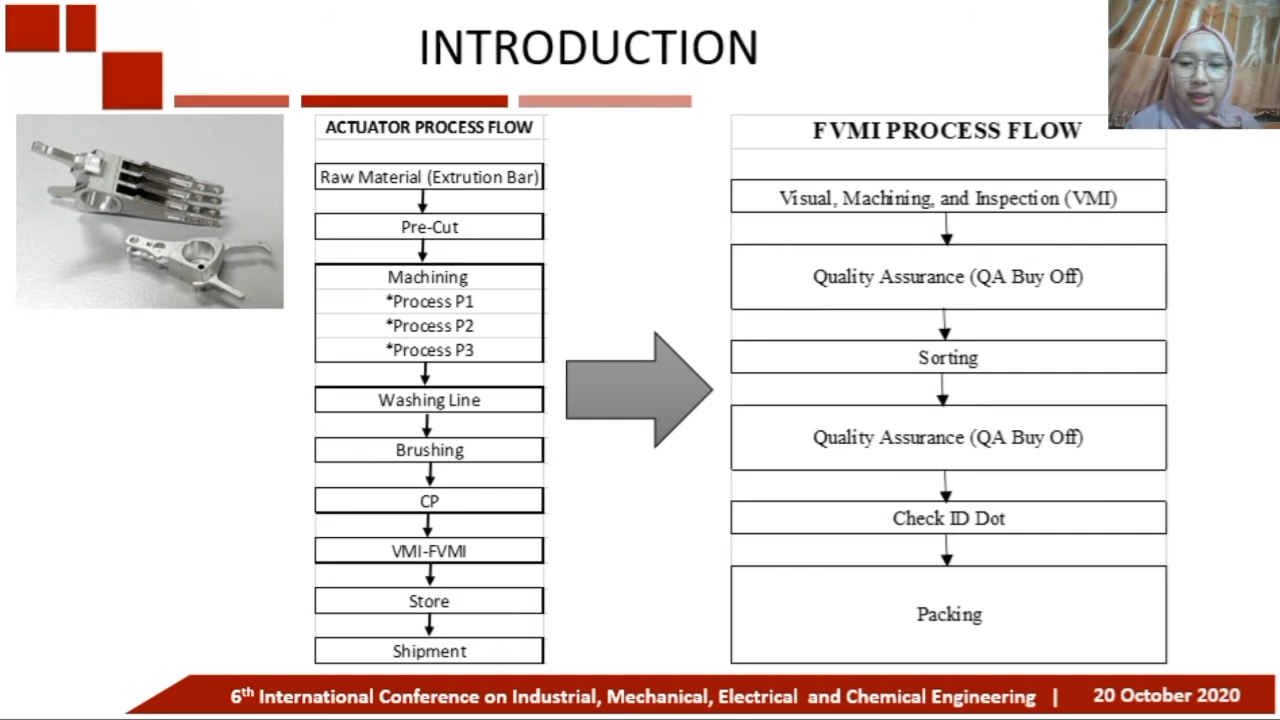 INTRODUCTION
ACTUATOR PROCESS FLOW
Raw Material (Extrution Bar)
Pre-Cut
Machining
*Process P1
*Process P2
*Process P3
Washing Line
Brushing
CP
VMI-FVMI
Store
Shipment
FVMI PROCESS FLOW
Visual, Machining, and Inspection (VMI)
Quality Assurance (QA Buy Off)
Sorting
Quality Assurance (QA Buy Off)
Check ID Dot
Packing
6th International Conference on Industrial, Mechanical, Electrical and Chemical Engineering | 20 October 2020